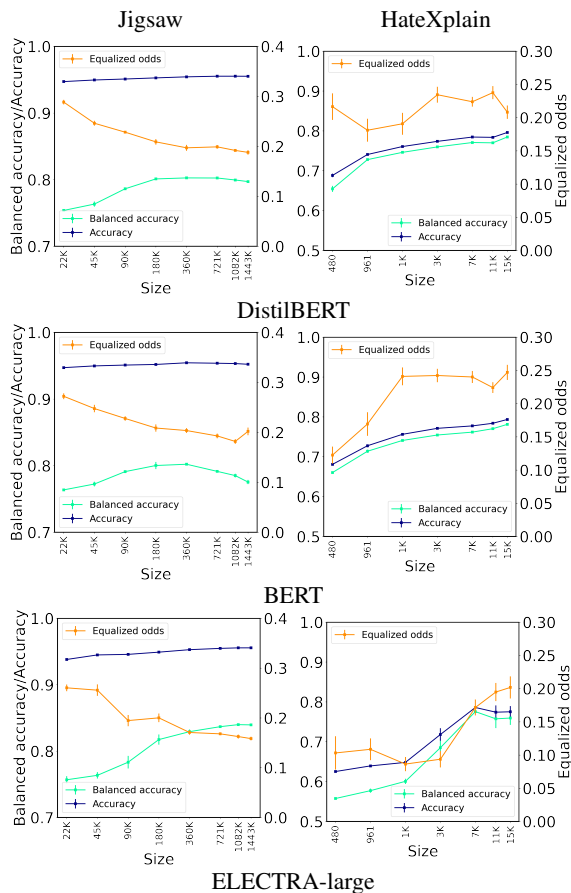 Jigsaw HateXplain
1.0 0.4 1.0 0.30
Equalized odds Equalized odds
0.9 0.3 0.9 0.25
0.8 0.20
0.8 0.2 0.7 0.15
0.1 0.6 0.10
0.05
0.7 0.0 0.5 0.00
Balanced accuracy Balanced accuracy
Accuracy Accuracy
Balanced accuracy/Accuracy
Equalized odds
22K 45K 90K 180K 360K 721K 1082K 1443K
480 961 1K 3K 7K 11K 15K
Size Size
DistilBERT
1.0 0.4 1.0 0.30
Equalized odds Equalized odds
0.9 0.3 0.9 0.25
0.8 0.20
0.8 0.2 0.7 0.15
0.1 0.6 0.10
0.05
0.7 0.0 0.5 0.00
Balanced accuracy Balanced accuracy
Accuracy Accuracy
Balanced accuracy/Accuracy
Equalized odds
22K 45K 90K 180K 360K 721K 1082K 1443K
480 961 1K 3K 7K 11K 15K
Size Size
BERT
1.0 0.4 1.0 0.30
Equalized odds Equalized odds
0.9 0.3 0.9 0.25
0.8 0.20
0.8 0.2 0.7 0.15
0.1 0.6 0.10
0.05
0.7 0.0 0.5 0.00
Balanced accuracy Balanced accuracy
Accuracy Accuracy
Balanced accuracy/Accuracy
Equalized odds
22K 45K 90K 180K 360K 721K 1082K 1443K
480 961 1K 3K 7K 11K 15K
Size Size
ELECTRA-large